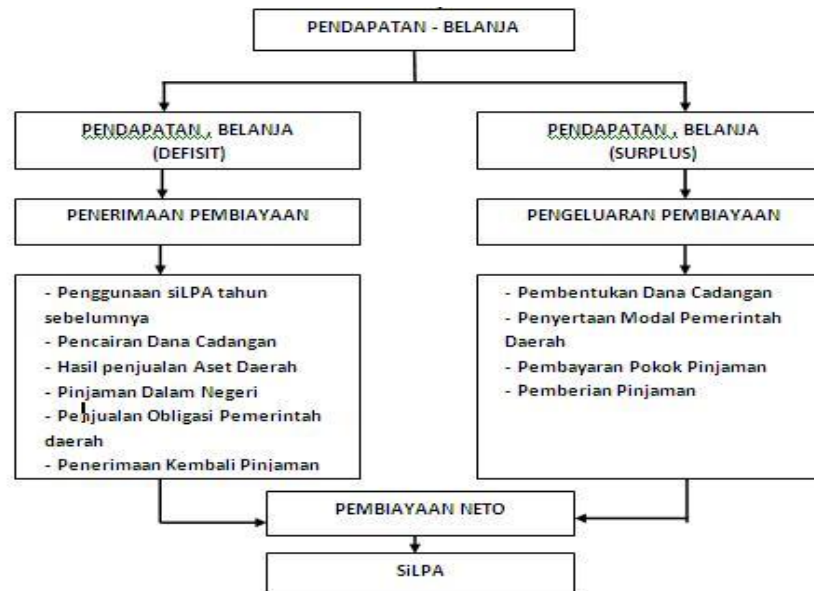 PENDAPATAN - BELANJA
PENDAPATAN , BELANJA
(DEFISIT)
PENDAPATAN , BELANJA
(SURPLUS)
PENERIMAAN PEMBIAYAAN
PENGELUARAN PEMBIAYAAN
- Penggunaan siLPA tahun
sebelumnya
- Pencairan Dana Cadangan
- Hasil penjualan Aset Daerah
- Pinjaman Dalam Negeri
- Penjualan Obligasi Pemerintah
daerah
- Penerimaan Kembali Pinjaman
- Pembentukan Dana Cadangan
- Penyertaan Modal Pemerintah
Daerah
- Pembayaran Pokok Pinjaman
- Pemberian Pinjaman
PEMBIAYAAN NETO
SiLPA